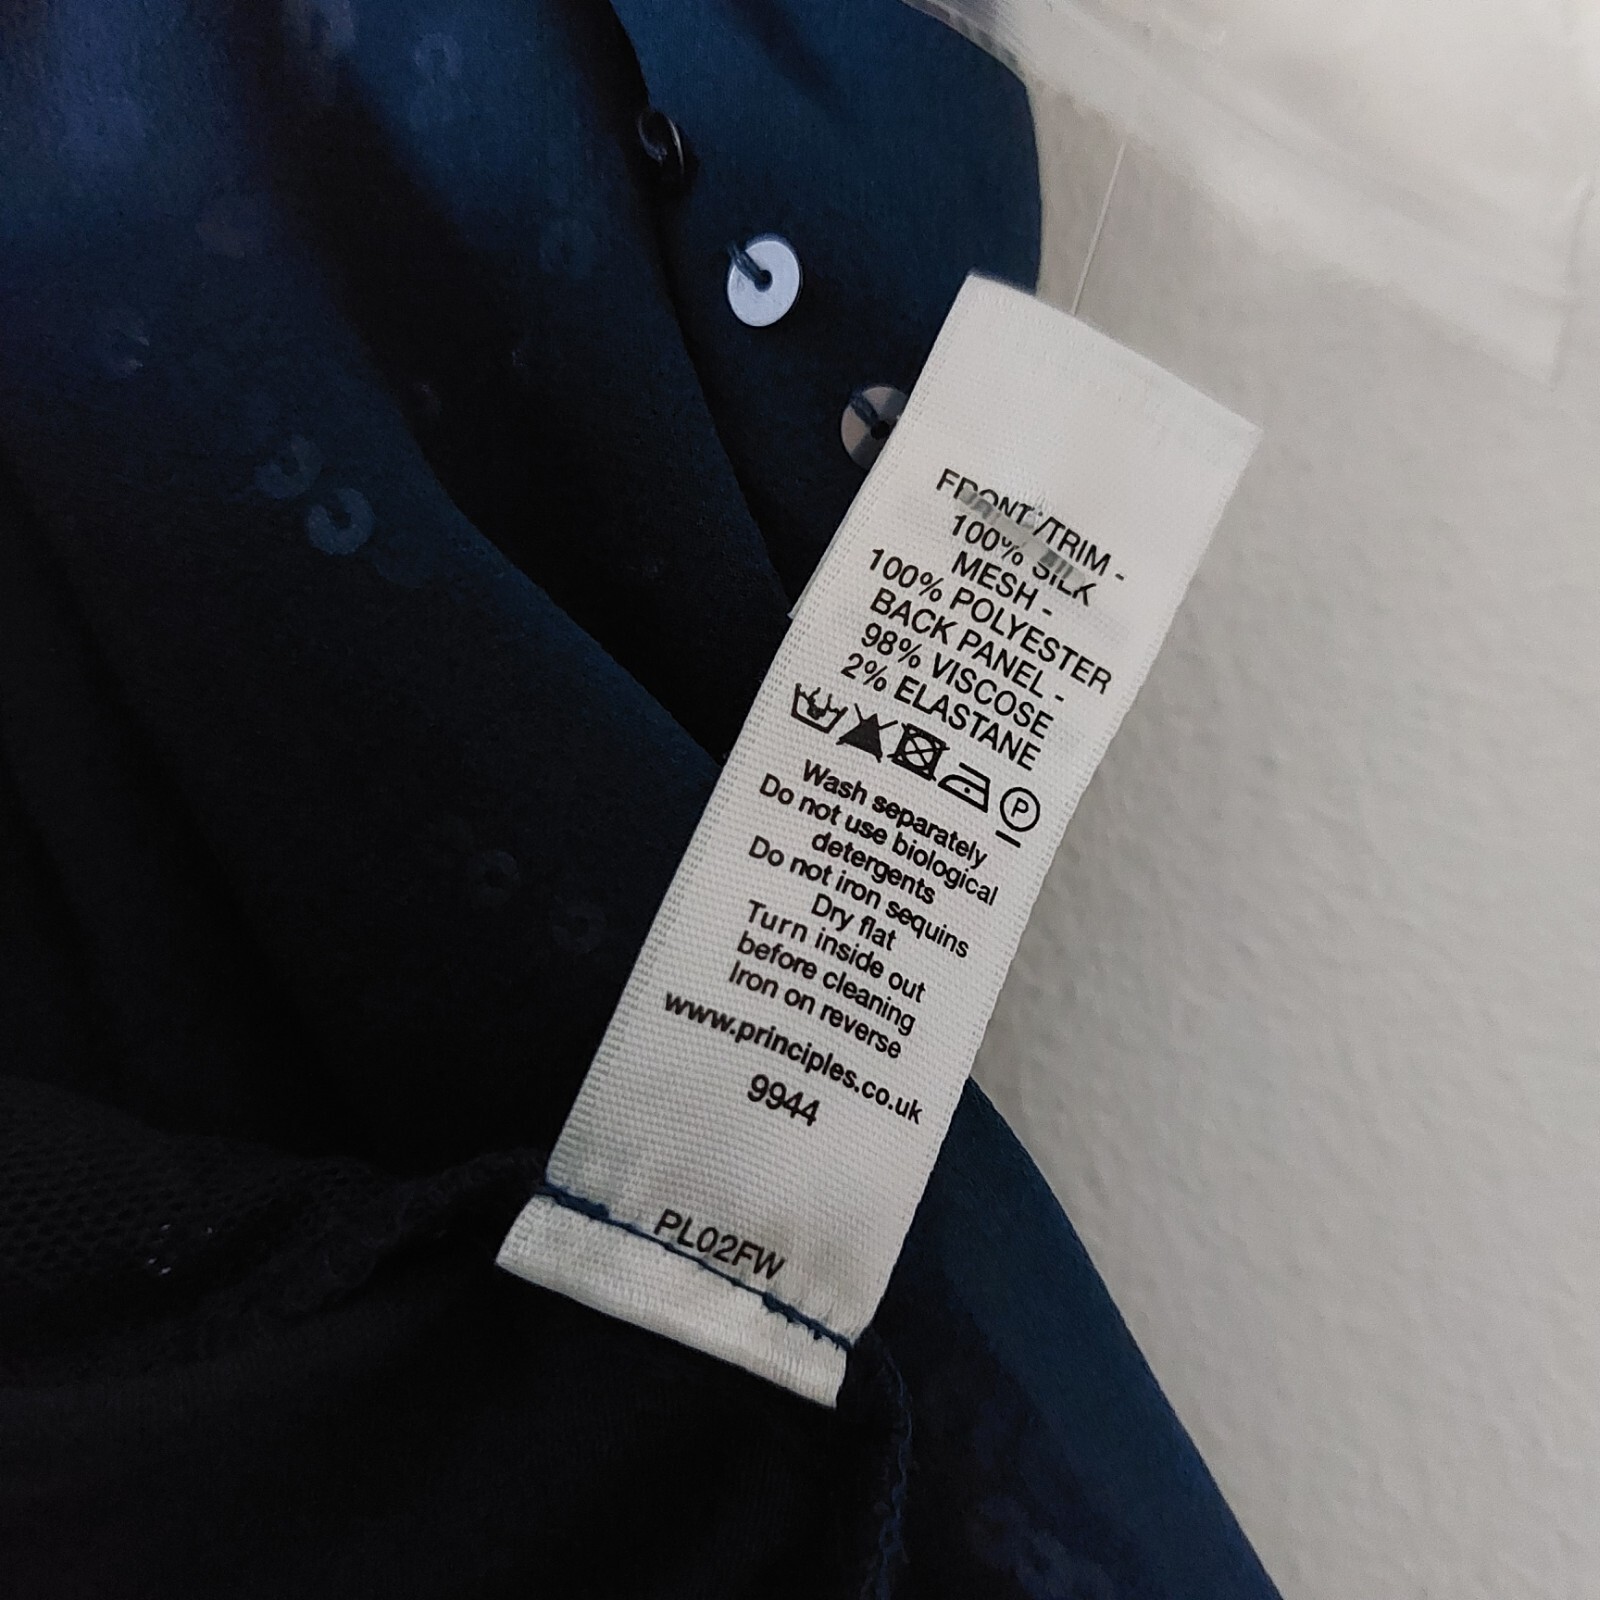 FRONT/TRIM -
100% SILK
MESH -
100% POLYESTER
BACK PANEL -
98% VISCOSE
2% ELASTANE
P
Wash separately
Do not use biological
detergents
Do not iron sequins
Dry flat
Turn inside out
before cleaning
Iron on reverse
www.principles.co.uk
9944
PL02FW